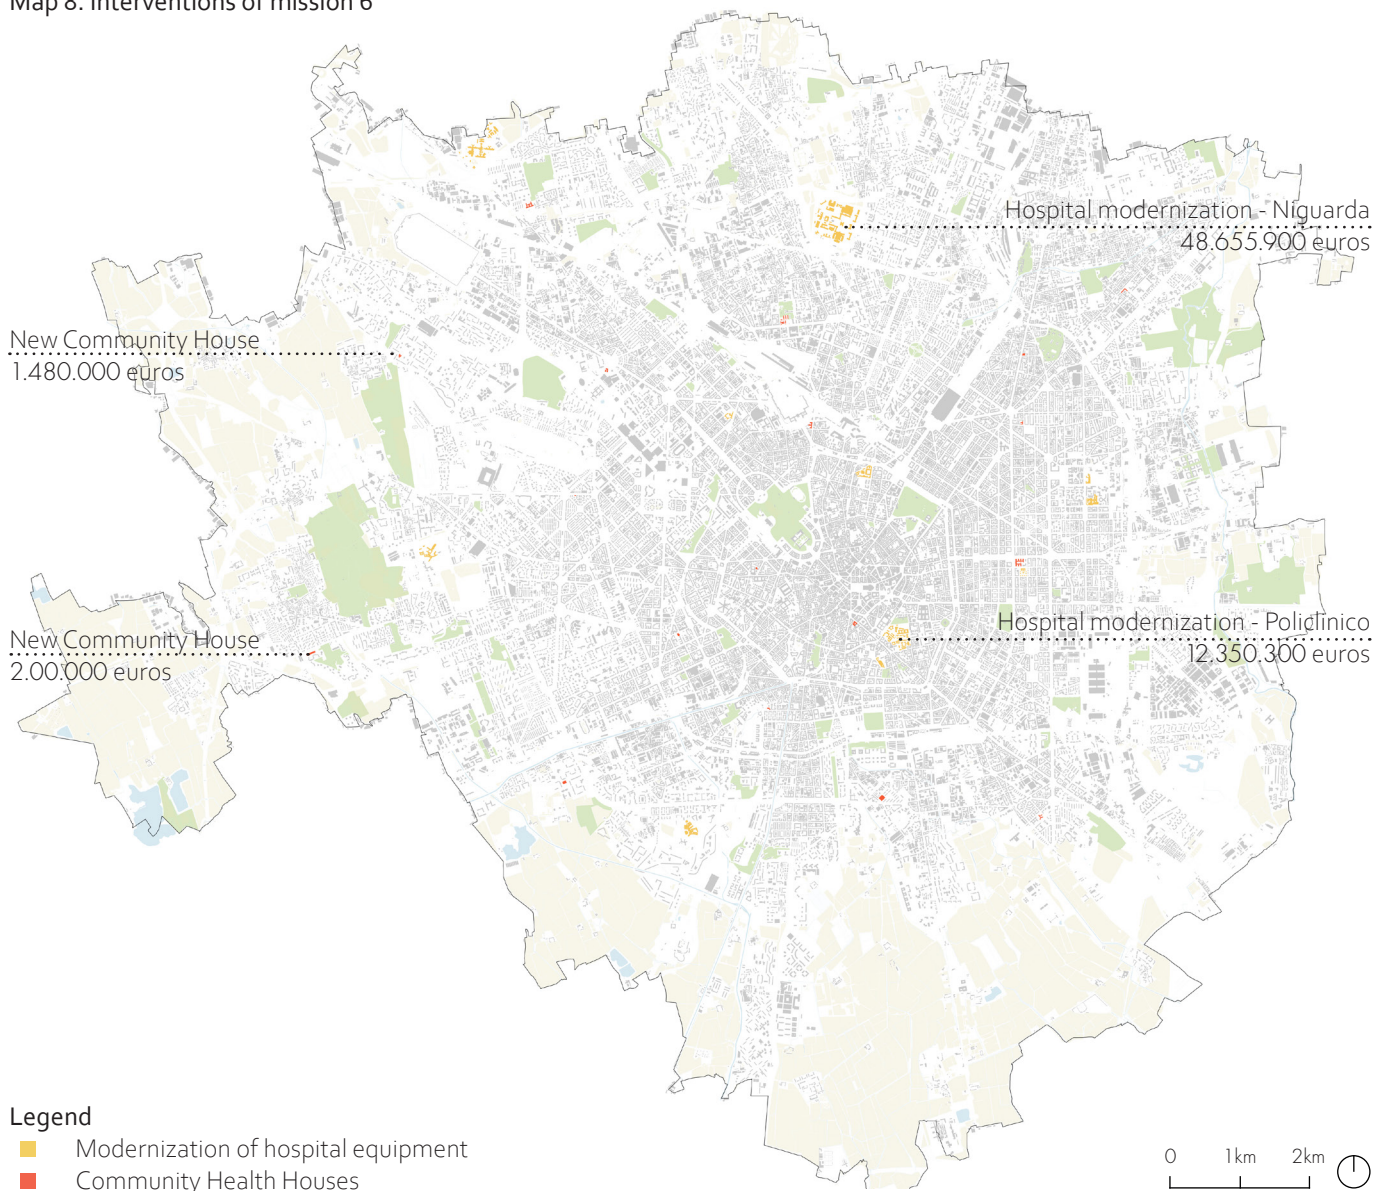 Map 8: Interventions of mission 6
Hospital modernization - Niguarda
48.655.900 euros
New Community House
1.480.000 euros
New Community House
2.00.000 euros
Hospital modernization - Policlinico
12.350.300 euros
Legend
Modernization of hospital equipment
Community Health Houses
0 1km 2km